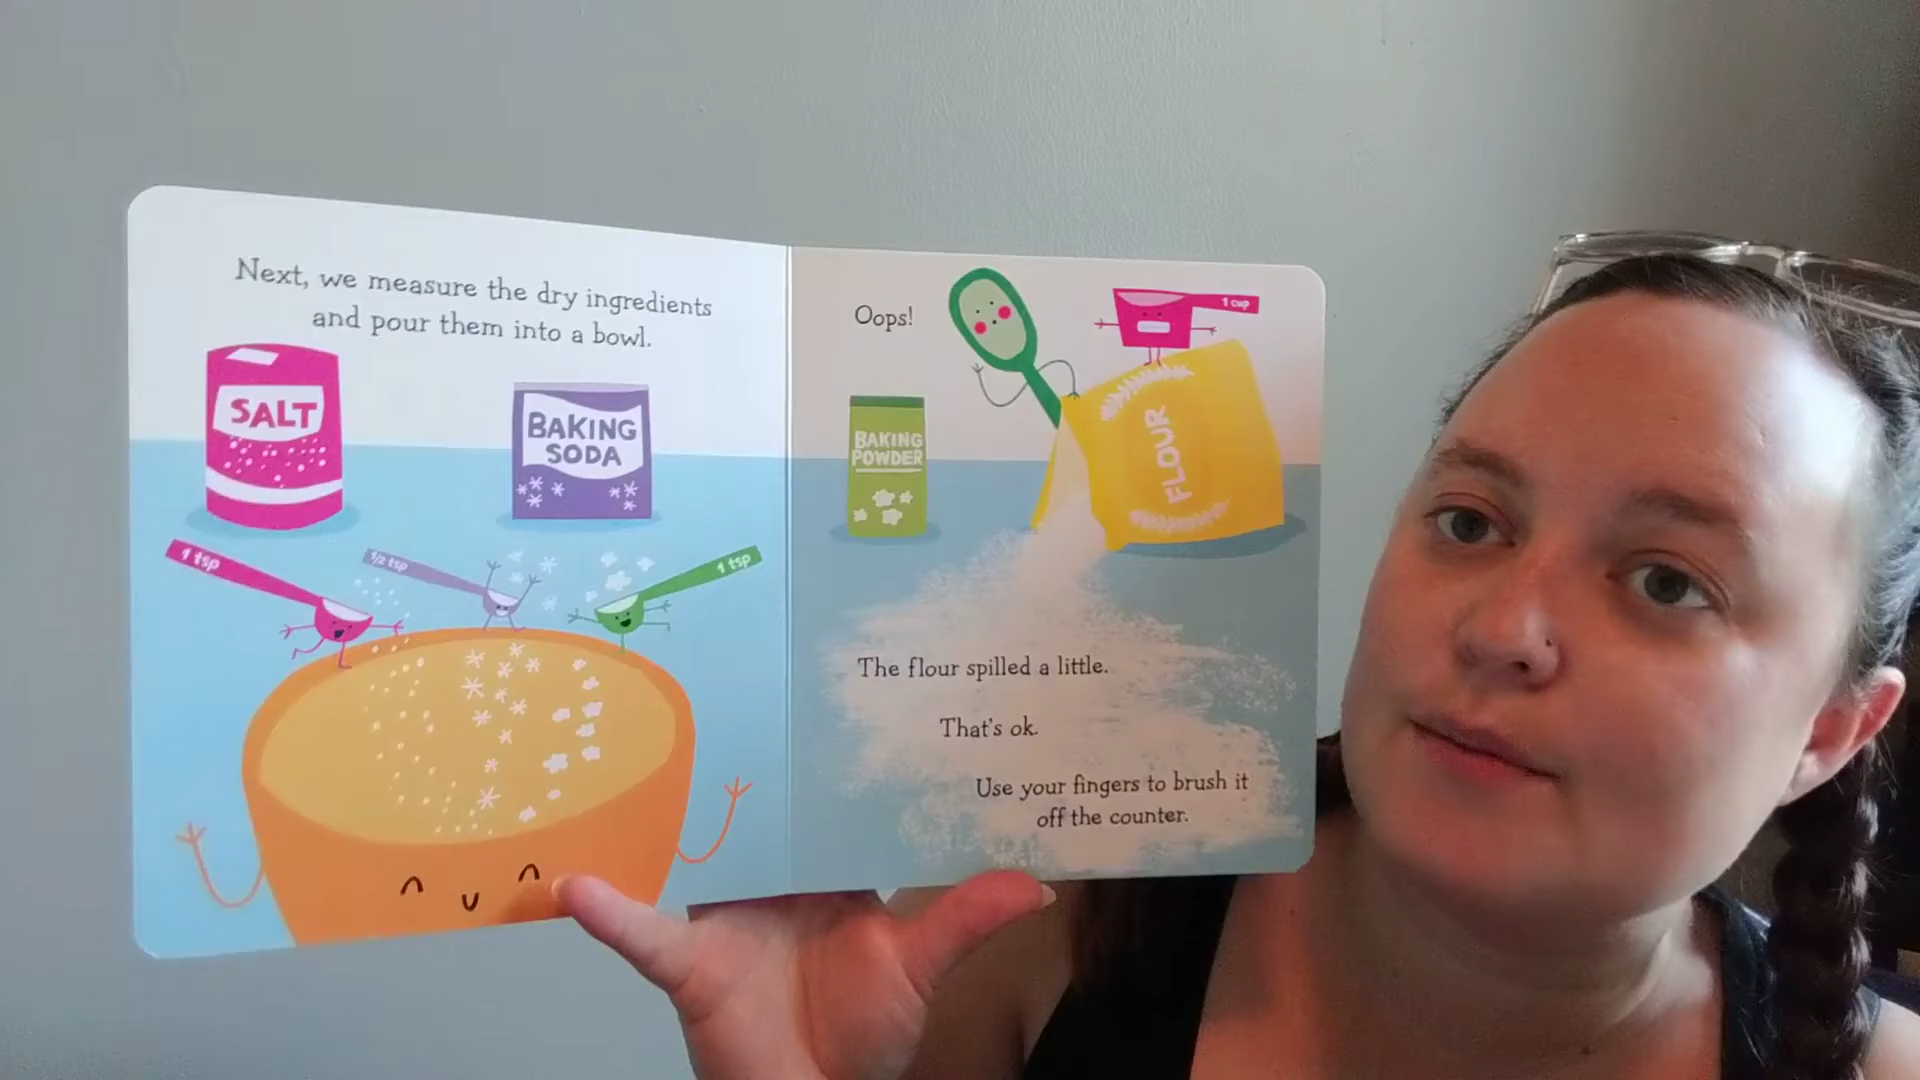 Next, we measure the dry ingredients
and pour them into a bowl.
SALT
BAKING
SODA
1 tsp
1/2 tsp
1 tsp
Oops!
1 cup
BAKING
POWDER
FLOUR
The flour spilled a little.
That's ok.
Use your fingers to brush it
off the counter.